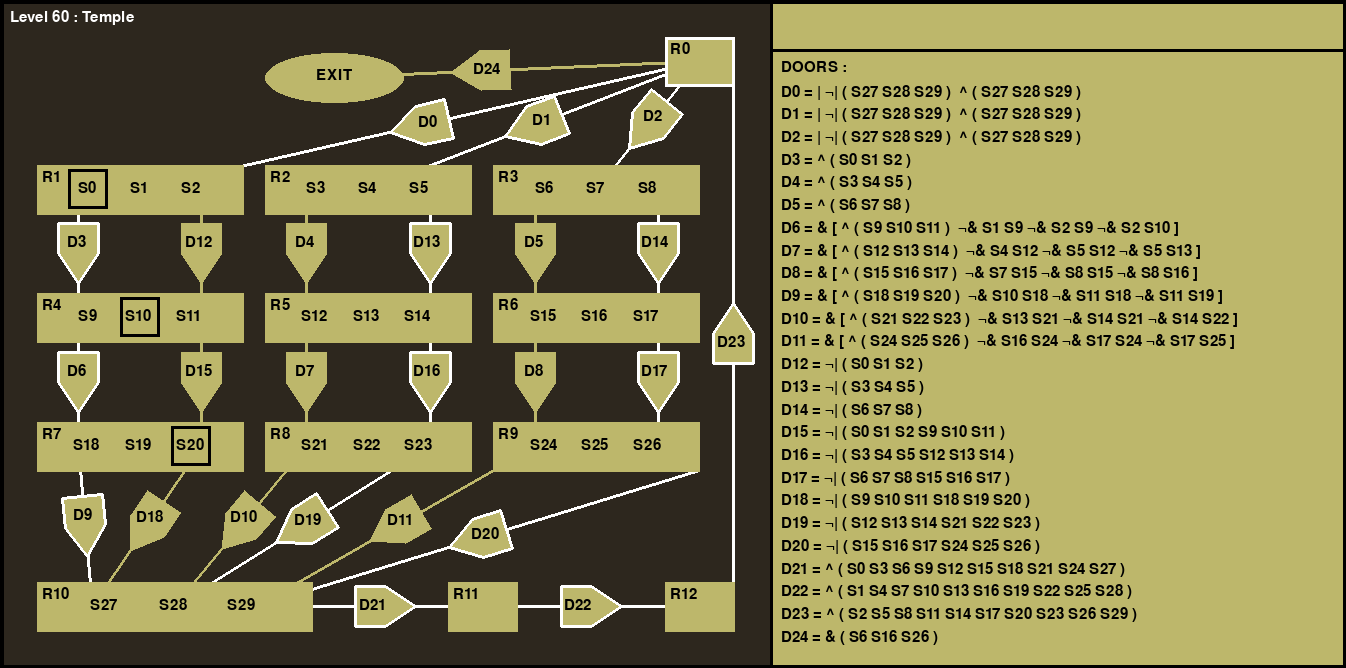 Level 60 : Temple
R0
EXIT
D24
D0
D1
D2
R1 S0 S1 S2
R2 S3 S4 S5
R3 S6 S7 S8
D3 D12 D4 D13 D5 D14
R4 S9 S10 S11
R5 S12 S13 S14
R6 S15 S16 S17
D23
D6 D15 D7 D16 D8 D17
R7 S18 S19 S20
R8 S21 S22 S23
R9 S24 S25 S26
D9 D18 D10 D19 D11 D20
R10 S27 S28 S29
D21
R11
D22
R12
DOORS :
D0 = | ¬| ( S27 S28 S29 ) ^ ( S27 S28 S29 )
D1 = | ¬| ( S27 S28 S29 ) ^ ( S27 S28 S29 )
D2 = | ¬| ( S27 S28 S29 ) ^ ( S27 S28 S29 )
D3 = ^ ( S0 S1 S2 )
D4 = ^ ( S3 S4 S5 )
D5 = ^ ( S6 S7 S8 )
D6 = & [ ^ ( S9 S10 S11 ) ¬& S1 S9 ¬& S2 S9 ¬& S2 S10 ]
D7 = & [ ^ ( S12 S13 S14 ) ¬& S4 S12 ¬& S5 S12 ¬& S5 S13 ]
D8 = & [ ^ ( S15 S16 S17 ) ¬& S7 S15 ¬& S8 S15 ¬& S8 S16 ]
D9 = & [ ^ ( S18 S19 S20 ) ¬& S10 S18 ¬& S11 S18 ¬& S11 S19 ]
D10 = & [ ^ ( S21 S22 S23 ) ¬& S13 S21 ¬& S14 S21 ¬& S14 S22 ]
D11 = & [ ^ ( S24 S25 S26 ) ¬& S16 S24 ¬& S17 S24 ¬& S17 S25 ]
D12 = ¬| ( S0 S1 S2 )
D13 = ¬| ( S3 S4 S5 )
D14 = ¬| ( S6 S7 S8 )
D15 = ¬| ( S0 S1 S2 S9 S10 S11 )
D16 = ¬| ( S3 S4 S5 S12 S13 S14 )
D17 = ¬| ( S6 S7 S8 S15 S16 S17 )
D18 = ¬| ( S9 S10 S11 S18 S19 S20 )
D19 = ¬| ( S12 S13 S14 S21 S22 S23 )
D20 = ¬| ( S15 S16 S17 S24 S25 S26 )
D21 = ^ ( S0 S3 S6 S9 S12 S15 S18 S21 S24 S27 )
D22 = ^ ( S1 S4 S7 S10 S13 S16 S19 S22 S25 S28 )
D23 = ^ ( S2 S5 S8 S11 S14 S17 S20 S23 S26 S29 )
D24 = & ( S6 S16 S26 )